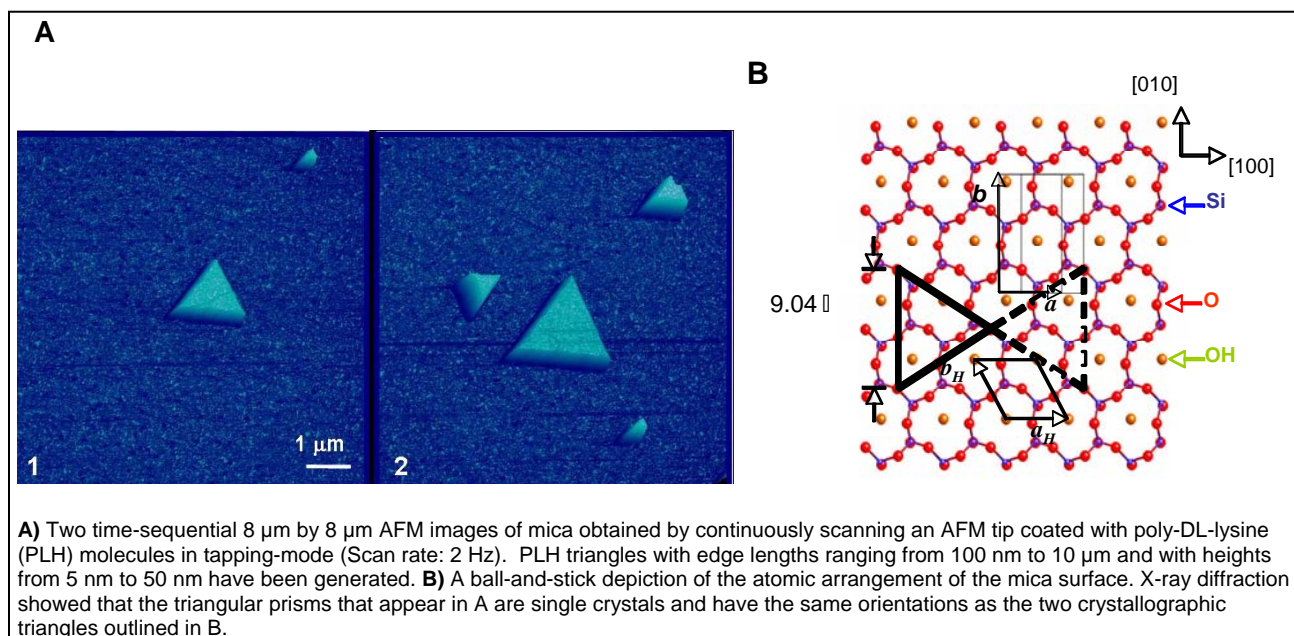 A
B
[010]
[100]
b
Si
a
9.04 Å
O
b_H
OH
a_H
1 µm
1
2
A) Two time-sequential 8 µm by 8 µm AFM images of mica obtained by continuously scanning an AFM tip coated with poly-DL-lysine
(PLH) molecules in tapping-mode (Scan rate: 2 Hz). PLH triangles with edge lengths ranging from 100 nm to 10 µm and with heights
from 5 nm to 50 nm have been generated. B) A ball-and-stick depiction of the atomic arrangement of the mica surface. X-ray diffraction
showed that the triangular prisms that appear in A are single crystals and have the same orientations as the two crystallographic
triangles outlined in B.